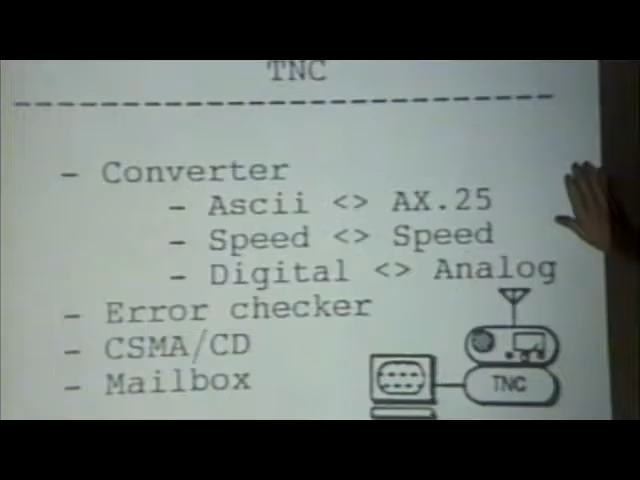 TNC
- Converter
- Ascii <> AX.25
- Speed <> Speed
- Digital <> Analog
- Error checker
- CSMA/CD
- Mailbox
TNC